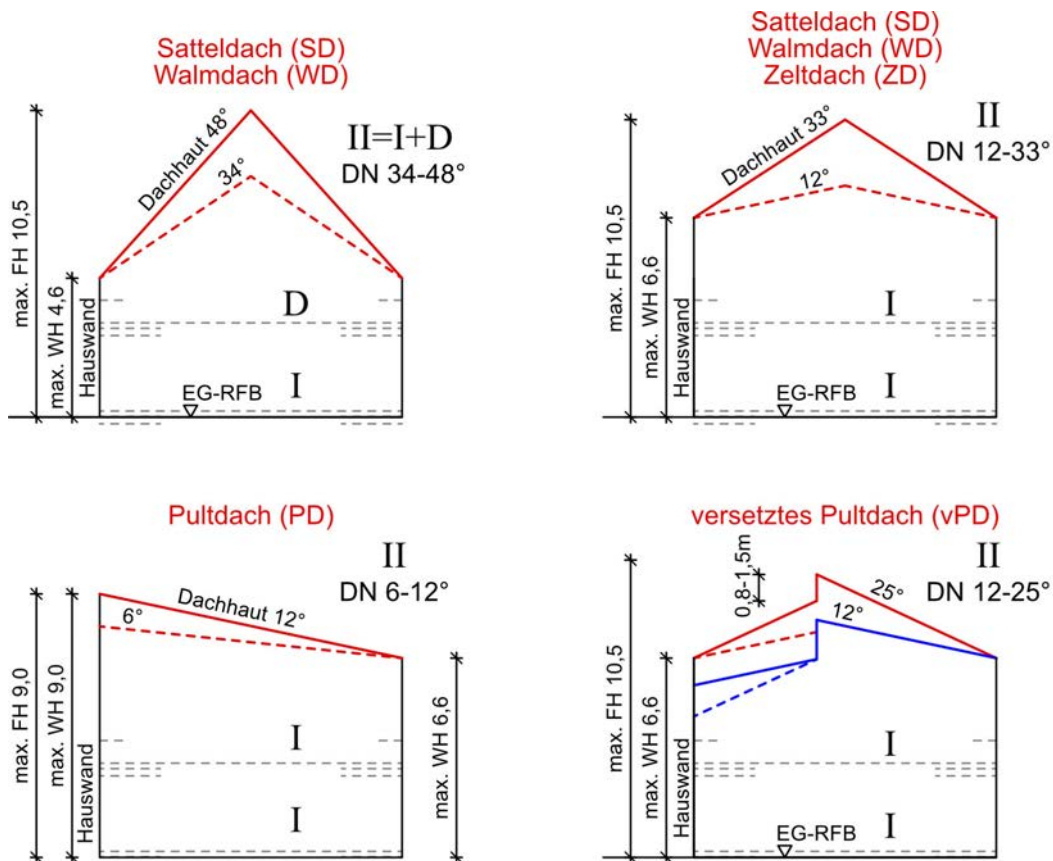 Satteldach (SD)
Walmdach (WD)
II=I+D
DN 34-48°
Dachhaut 48°
34°
max. FH 10,5
max. WH 4,6
Hauswand
D
I
EG-RFB
Satteldach (SD)
Walmdach (WD)
Zeltdach (ZD)
II
DN 12-33°
Dachhaut 33°
12°
max. FH 10,5
max. WH 6,6
Hauswand
I
I
EG-RFB
Pultdach (PD)
II
DN 6-12°
Dachhaut 12°
6°
max. FH 9,0
max. WH 9,0
Hauswand
I
I
max. WH 6,6
versetztes Pultdach (vPD)
II
DN 12-25°
0,8-1,5m
25°
12°
max. FH 10,5
max. WH 6,6
Hauswand
I
I
EG-RFB